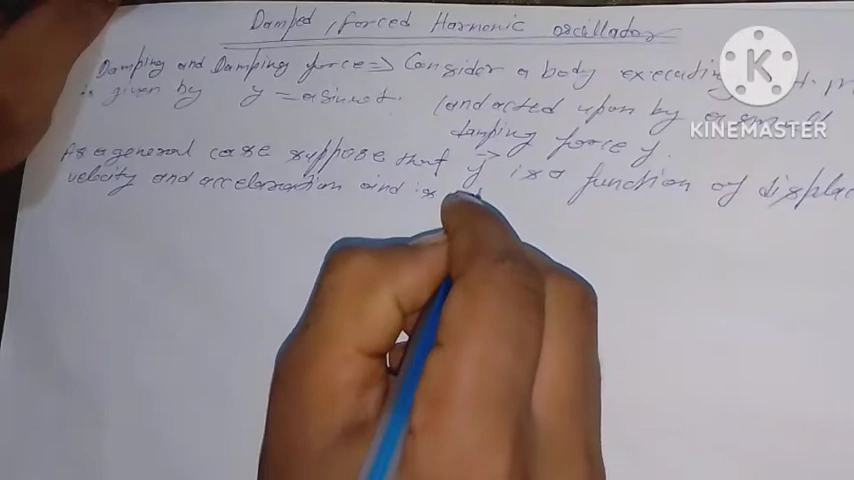 Damped, forced Harmonic oscillator
Damping and Damping force ⇒ Consider a body executing
is given by y = a sin ωt. (and acted upon by a small
damping force y.
As a general case suppose that y is a function of displac
velocity and acceleration and is
K
KINEMASTER